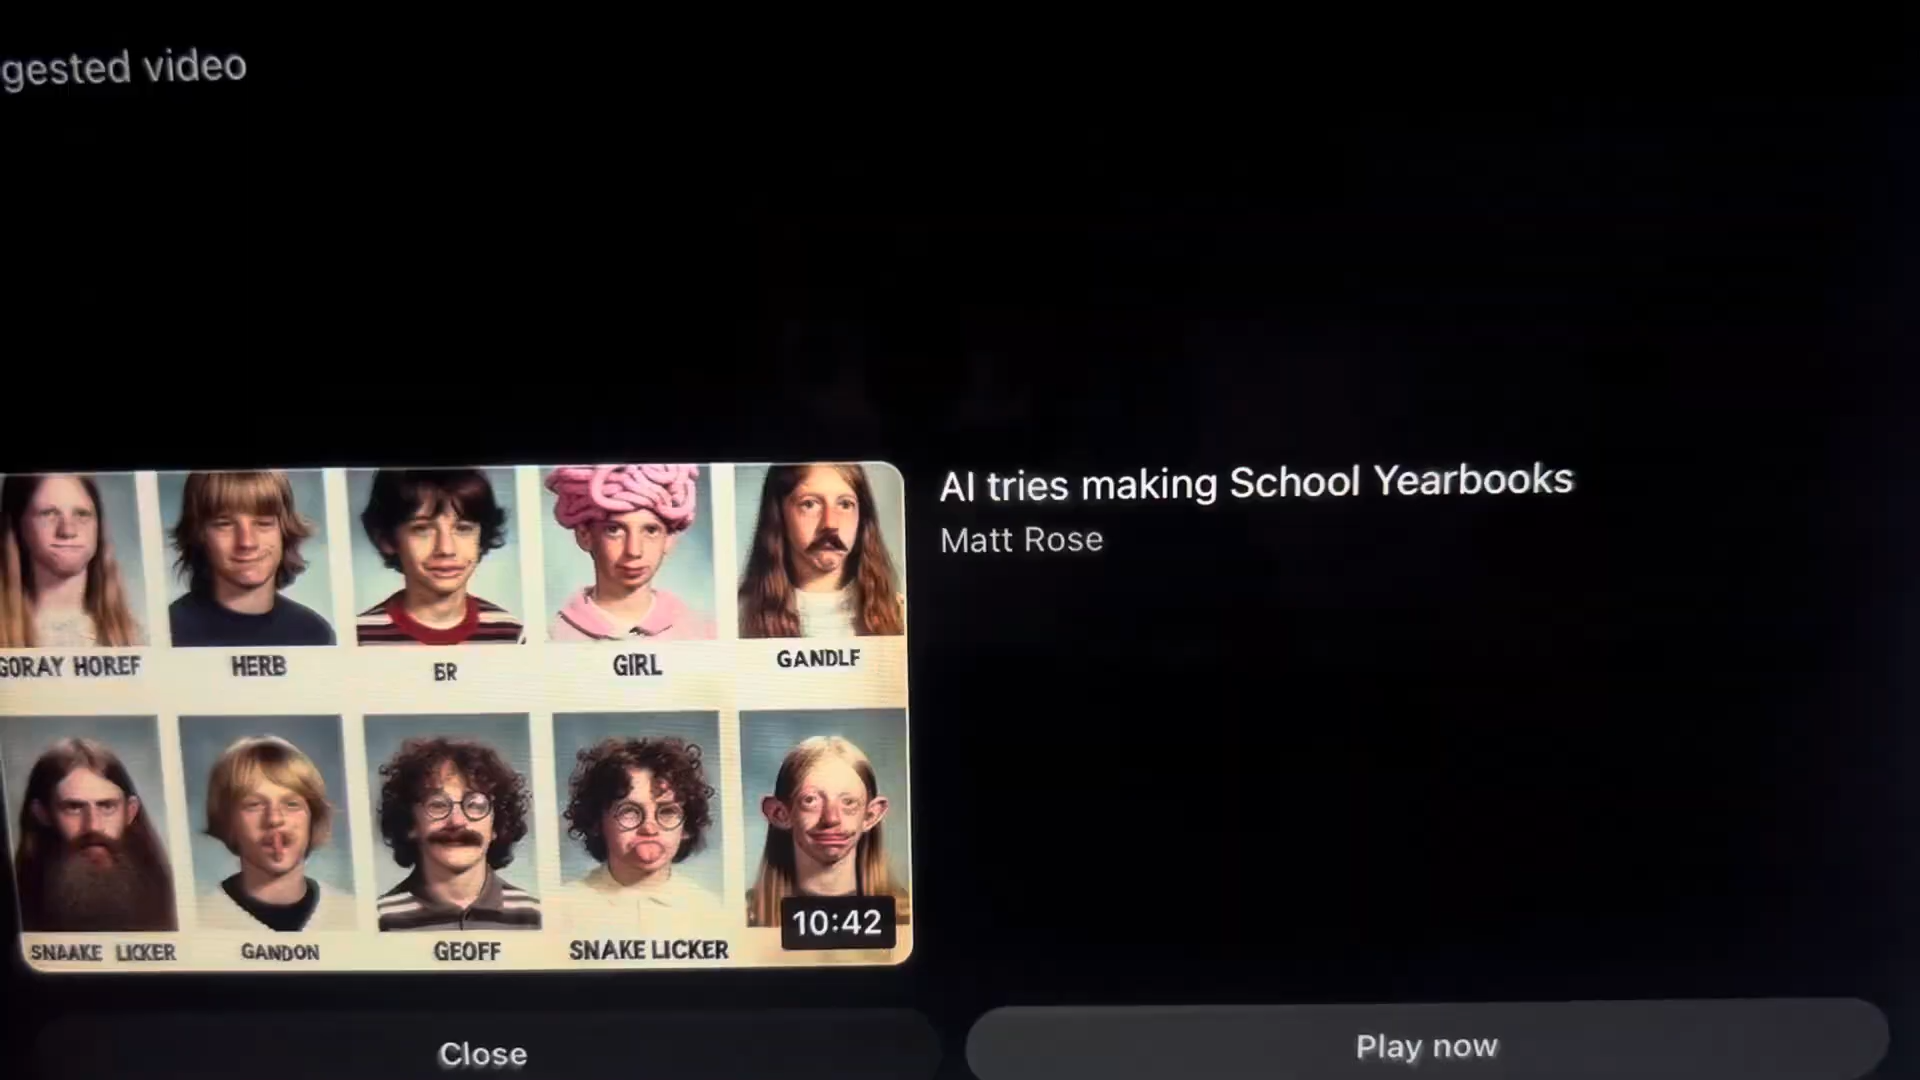 gested video
AI tries making School Yearbooks
Matt Rose
GORAY HOREF
HERB
BR
GIRL
GANDLF
SNAAKE LICKER
GANDON
GEOFF
SNAKE LICKER
10:42
Close
Play now